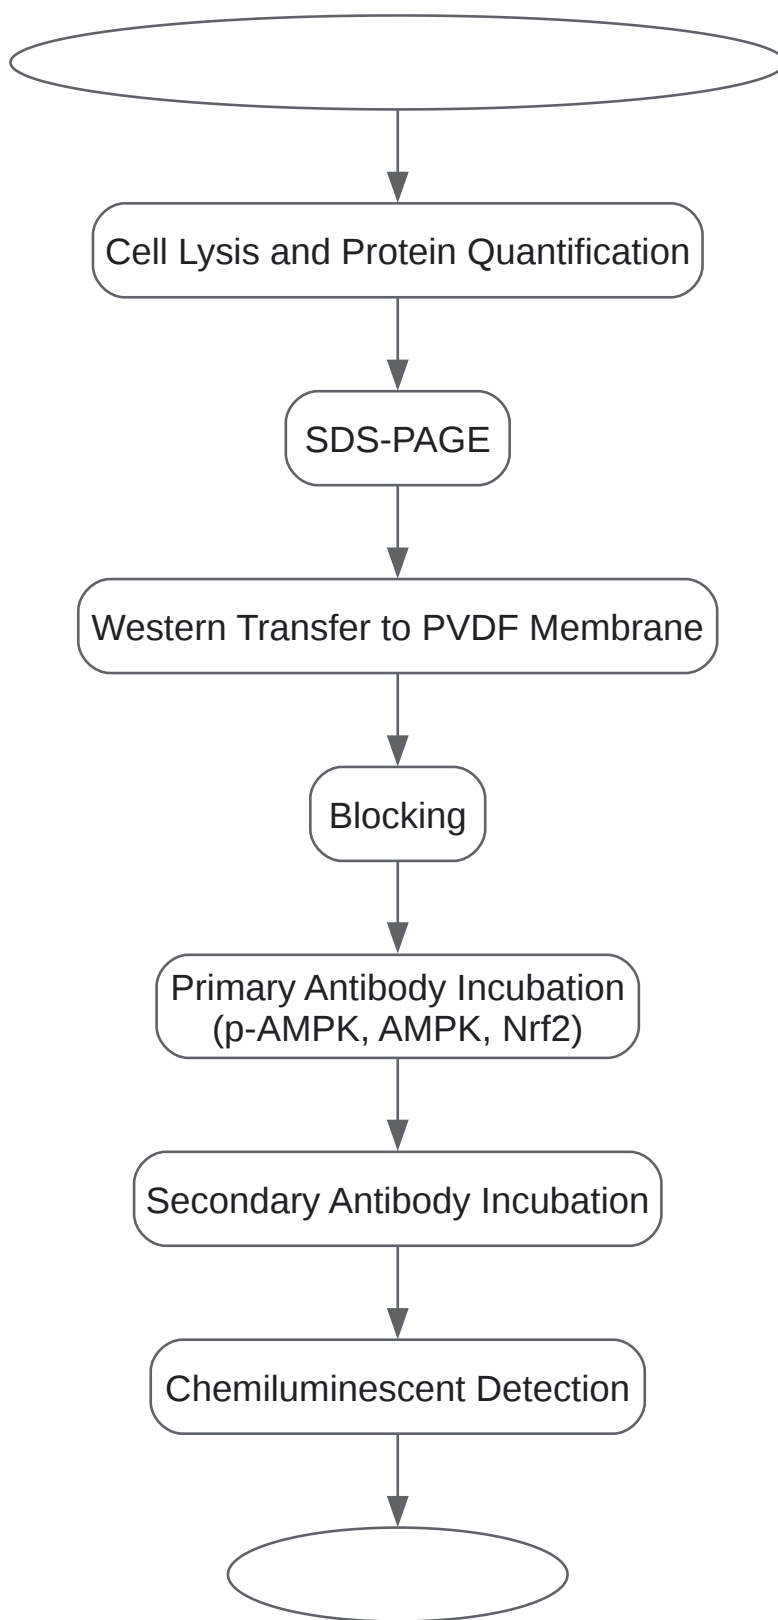 Cell Lysis and Protein Quantification
SDS-PAGE
Western Transfer to PVDF Membrane
Blocking
Primary Antibody Incubation
(p-AMPK, AMPK, Nrf2)
Secondary Antibody Incubation
Chemiluminescent Detection